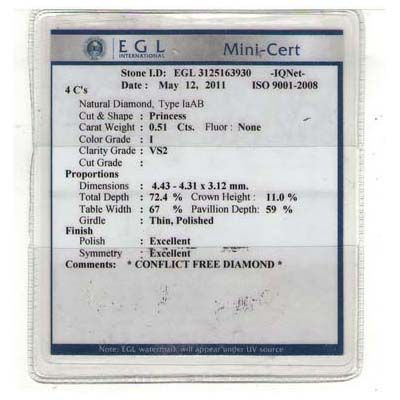 EGL
INTERNATIONAL
Mini-Cert
Stone I.D: EGL 3125163930 -IQNet-
4 C's Date : May 12, 2011 ISO 9001-2008
Natural Diamond, Type IaAB
Cut & Shape : Princess
Carat Weight : 0.51 Cts. Fluor : None
Color Grade : I
Clarity Grade : VS2
Cut Grade :
Proportions
Dimensions : 4.43 - 4.31 x 3.12 mm.
Total Depth : 72.4 % Crown Height : 11.0 %
Table Width : 67 % Pavillion Depth: 59 %
Girdle : Thin, Polished
Finish
Polish : Excellent
Symmetry : Excellent
Comments: * CONFLICT FREE DIAMOND *
Note: EGL watermark will appear under UV source